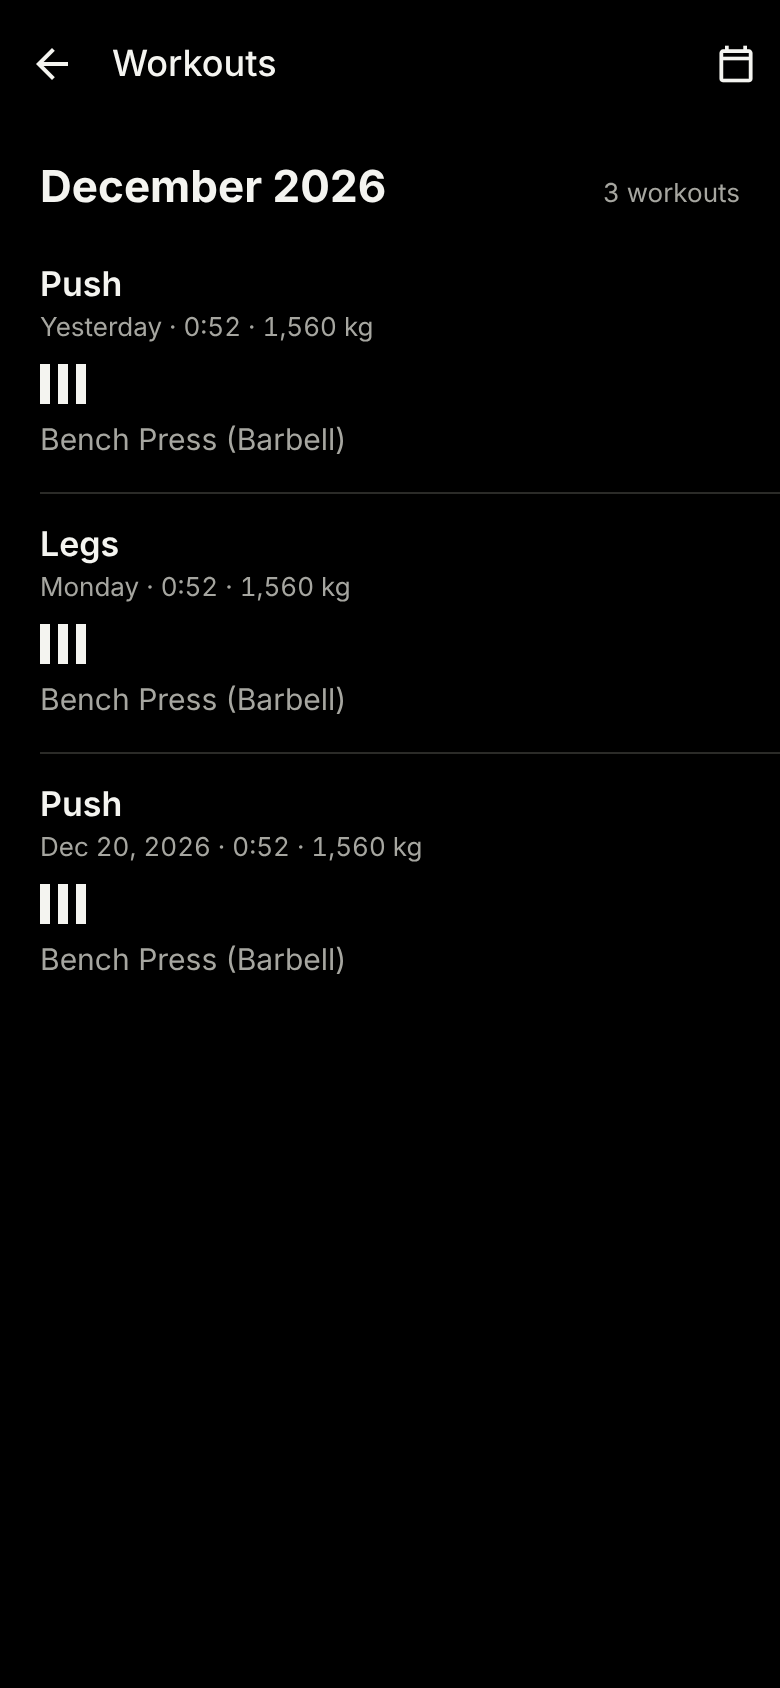 Workouts
December 2026
3 workouts
Push
Yesterday · 0:52 · 1,560 kg
Bench Press (Barbell)
Legs
Monday · 0:52 · 1,560 kg
Bench Press (Barbell)
Push
Dec 20, 2026 · 0:52 · 1,560 kg
Bench Press (Barbell)